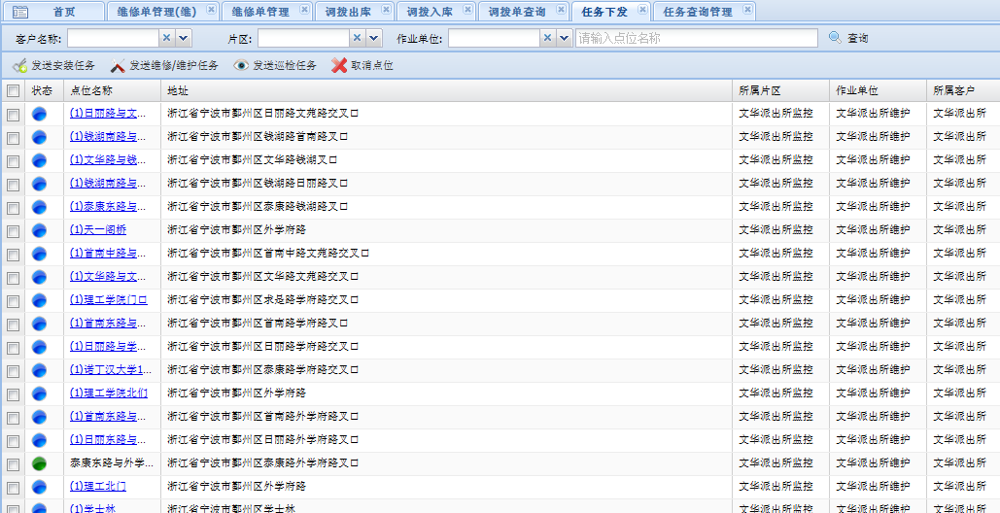 首页 维修单管理(维) 维修单管理 调拨出库 调拨入库 调拨单查询 任务下发 任务查询管理
客户名称: 片区: 作业单位: 请输入点位名称 查询
发送安装任务 发送维修/维护任务 发送巡检任务 取消点位
状态 点位名称 地址 所属片区 作业单位 所属客户
(1)日丽路与文... 浙江省宁波市鄞州区日丽路文苑路交叉口 文华派出所监控 文华派出所维护 文华派出所
(1)钱湖南路与... 浙江省宁波市鄞州区钱湖路首南路叉口 文华派出所监控 文华派出所维护 文华派出所
(1)文华路与钱... 浙江省宁波市鄞州区文华路钱湖叉口 文华派出所监控 文华派出所维护 文华派出所
(1)钱湖南路与... 浙江省宁波市鄞州区钱湖路日丽路叉口 文华派出所监控 文华派出所维护 文华派出所
(1)泰康东路与... 浙江省宁波市鄞州区泰康路钱湖路叉口 文华派出所监控 文华派出所维护 文华派出所
(1)天一阁桥 浙江省宁波市鄞州区外学府路 文华派出所监控 文华派出所维护 文华派出所
(1)首南中路与... 浙江省宁波市鄞州区首南中路文苑路交叉口 文华派出所监控 文华派出所维护 文华派出所
(1)文华路与文... 浙江省宁波市鄞州区文华路文苑路交叉口 文华派出所监控 文华派出所维护 文华派出所
(1)理工学院门口 浙江省宁波市鄞州区求是路学府路交叉口 文华派出所监控 文华派出所维护 文华派出所
(1)首南东路与... 浙江省宁波市鄞州区首南路学府路叉口 文华派出所监控 文华派出所维护 文华派出所
(1)日丽路与学... 浙江省宁波市鄞州区日丽路学府路交叉口 文华派出所监控 文华派出所维护 文华派出所
(1)诺丁汉大学1... 浙江省宁波市鄞州区泰康路学府路交叉口 文华派出所监控 文华派出所维护 文华派出所
(1)理工学院北们 浙江省宁波市鄞州区外学府路 文华派出所监控 文华派出所维护 文华派出所
(1)首南东路与... 浙江省宁波市鄞州区首南路外学府路叉口 文华派出所监控 文华派出所维护 文华派出所
(1)日丽东路与... 浙江省宁波市鄞州区日丽路外学府路叉口 文华派出所监控 文华派出所维护 文华派出所
泰康东路与外学... 浙江省宁波市鄞州区泰康路外学府路叉口 文华派出所监控 文华派出所维护 文华派出所
(1)理工北门 浙江省宁波市鄞州区外学府路 文华派出所监控 文华派出所维护 文华派出所
(1)学士林 浙江省宁波市鄞州区学士林 文华派出所监控 文华派出所维护 文华派出所